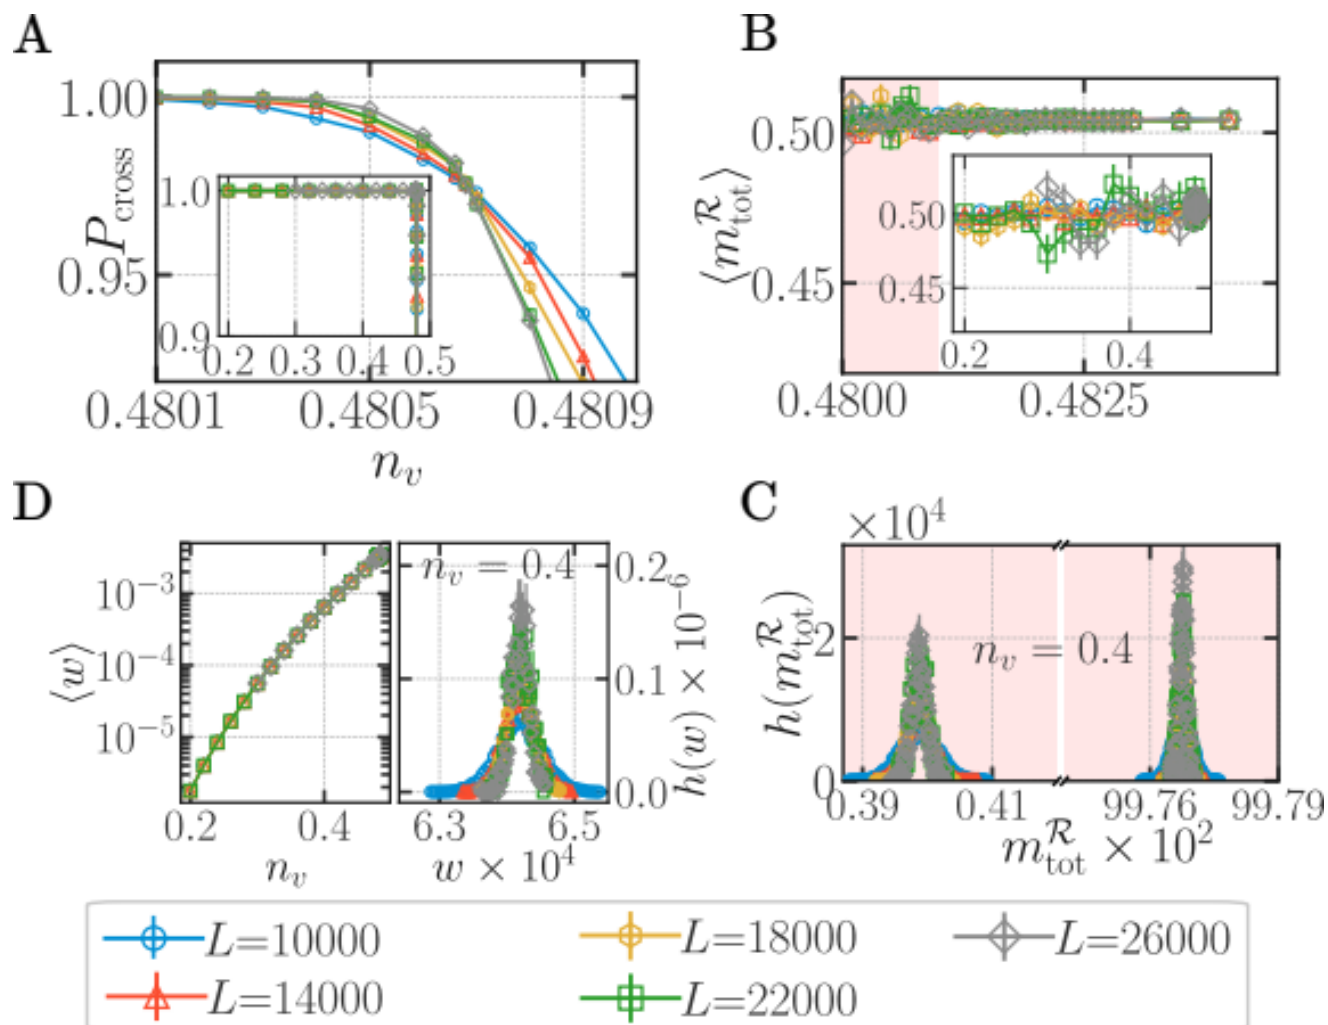 A
P_cross
1.00
0.95
1.0
0.9
0.2 0.3 0.4 0.5
0.4801 0.4805 0.4809
n_v
B
⟨m_tot^ℛ⟩
0.50
0.45
0.50
0.45
0.2 0.4
0.4800 0.4825
D
⟨w⟩
10^−3
10^−4
10^−5
0.2 0.4
n_v
n_v = 0.4
0.2
0.1
0.0
h(w) × 10^−6
6.3 6.5
w × 10^4
C
×10^4
h(m_tot^ℛ)
2
0
n_v = 0.4
0.39 0.41 99.76 99.79
m_tot^ℛ × 10^2
L=10000 L=18000 L=26000
L=14000 L=22000